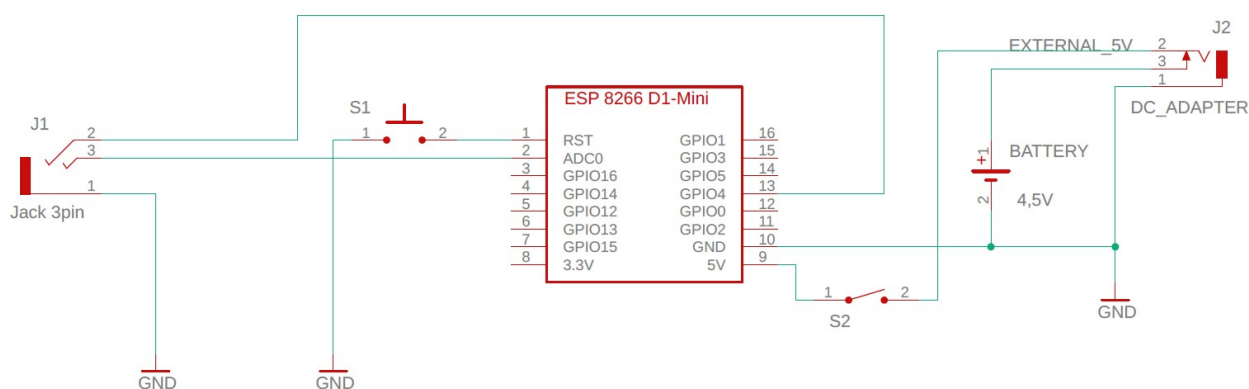 J1
2
3
1
Jack 3pin
GND
S1
1
2
GND
ESP 8266 D1-Mini
1 RST
2 ADC0
3 GPIO16
4 GPIO14
5 GPIO12
6 GPIO13
7 GPIO15
8 3.3V
GPIO1 16
GPIO3 15
GPIO5 14
GPIO4 13
GPIO0 12
GPIO2 11
GND 10
5V 9
1
2
S2
+1
BATTERY
2
4,5V
EXTERNAL_5V
J2
2
3
1
DC_ADAPTER
GND